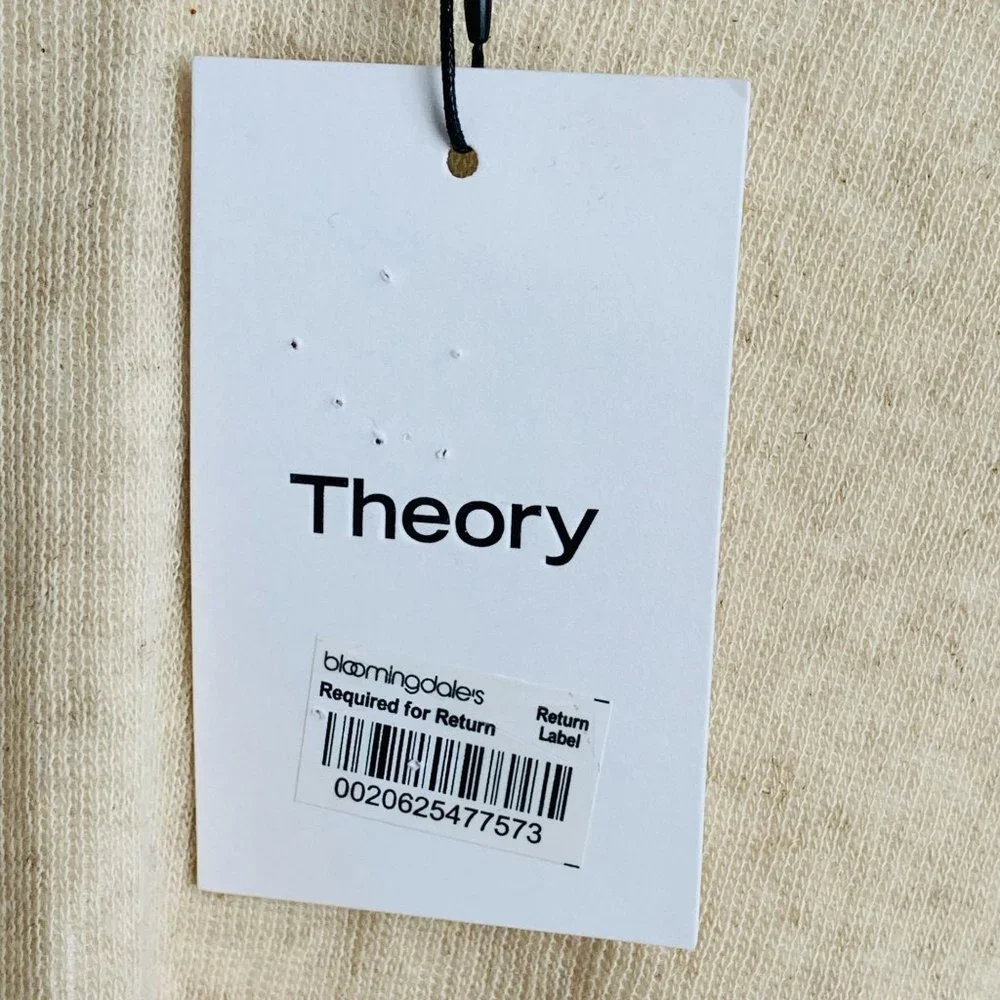 Theory
bloomingdale's
Required for Return
Return
Label
0020625477573